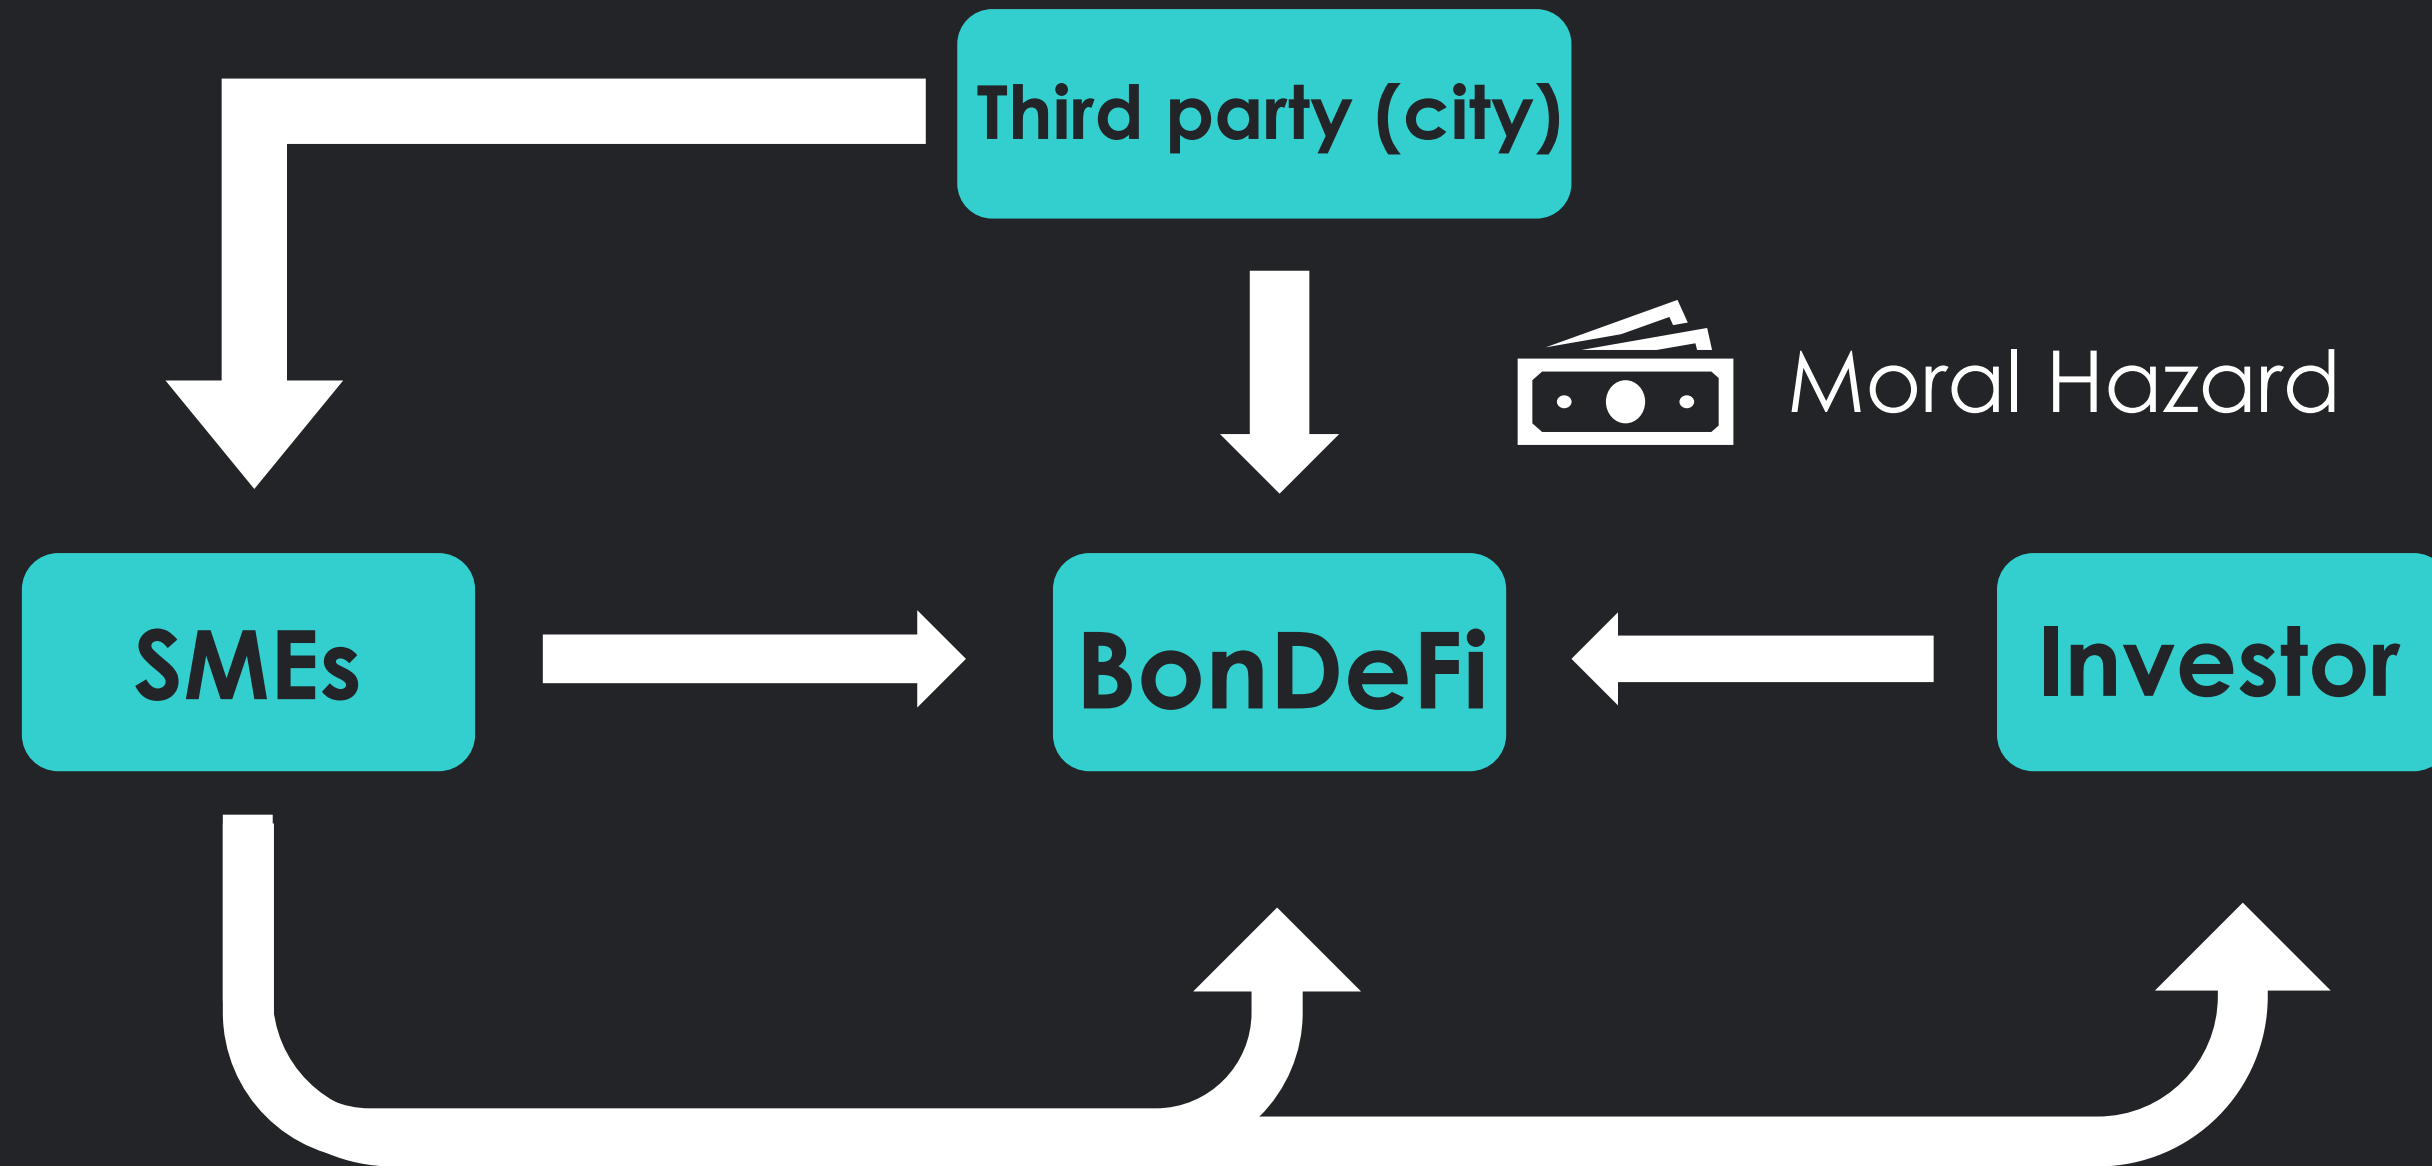 Third party (city)
Moral Hazard
SMEs
BonDeFi
Investor